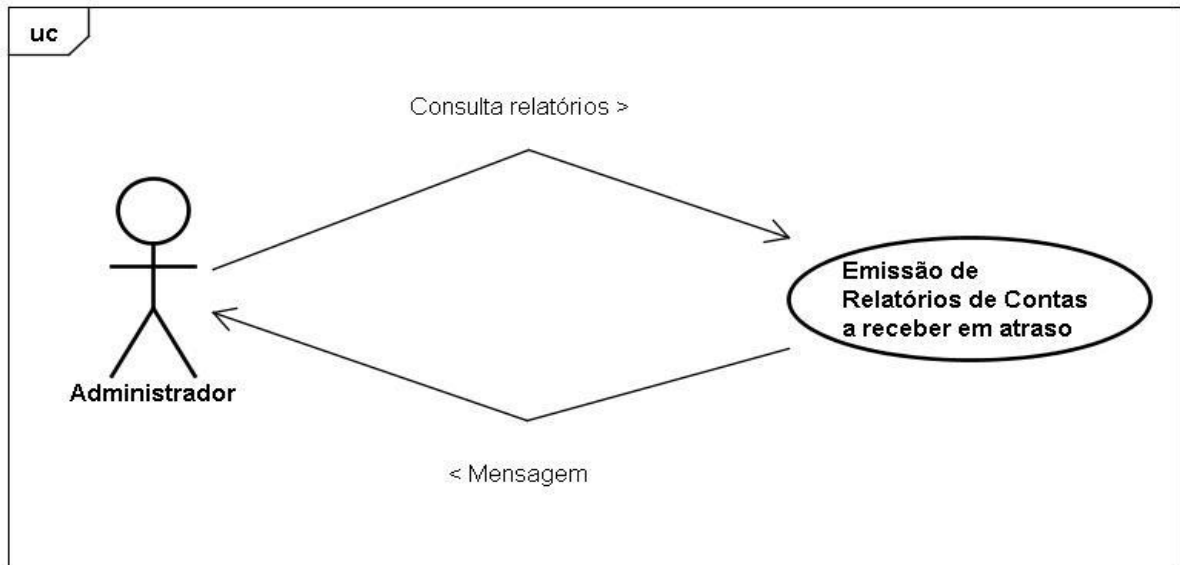 uc
Consulta relatórios >
Emissão de
Relatórios de Contas
a receber em atraso
Administrador
< Mensagem